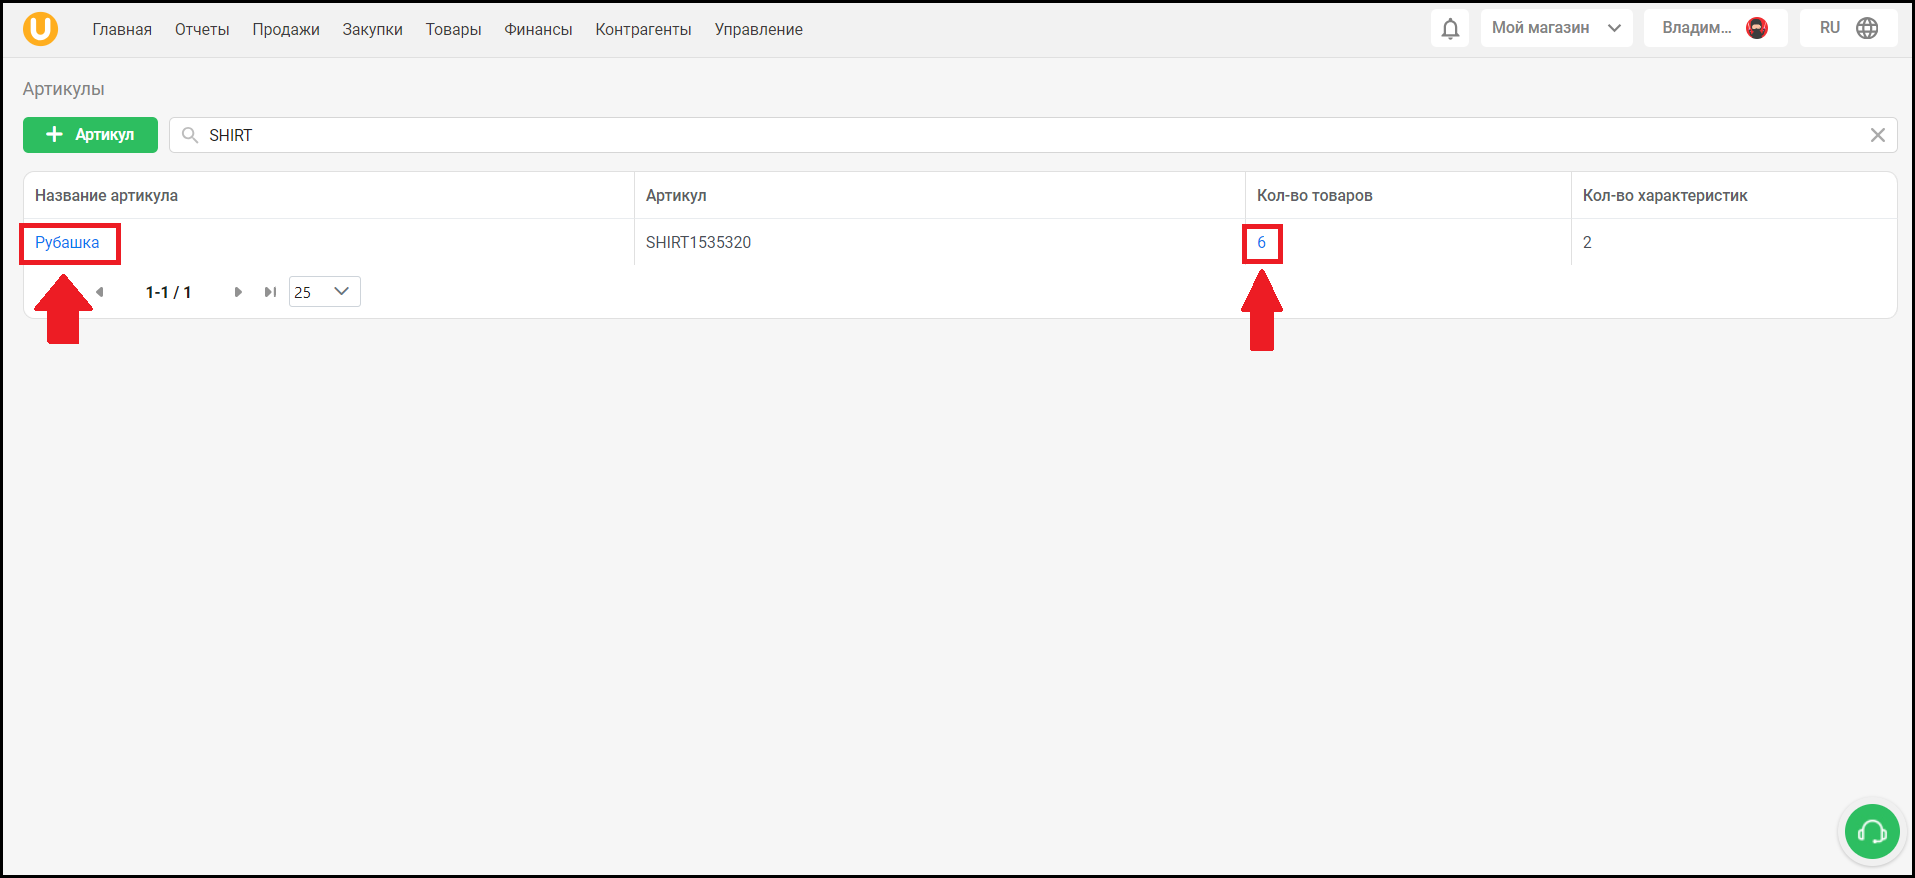 U Главная Отчеты Продажи Закупки Товары Финансы Контрагенты Управление Мой магазин Владим... RU
Артикулы
+ Артикул SHIRT
Название артикула Артикул Кол-во товаров Кол-во характеристик
Рубашка SHIRT1535320 6 2
1-1 / 1 25